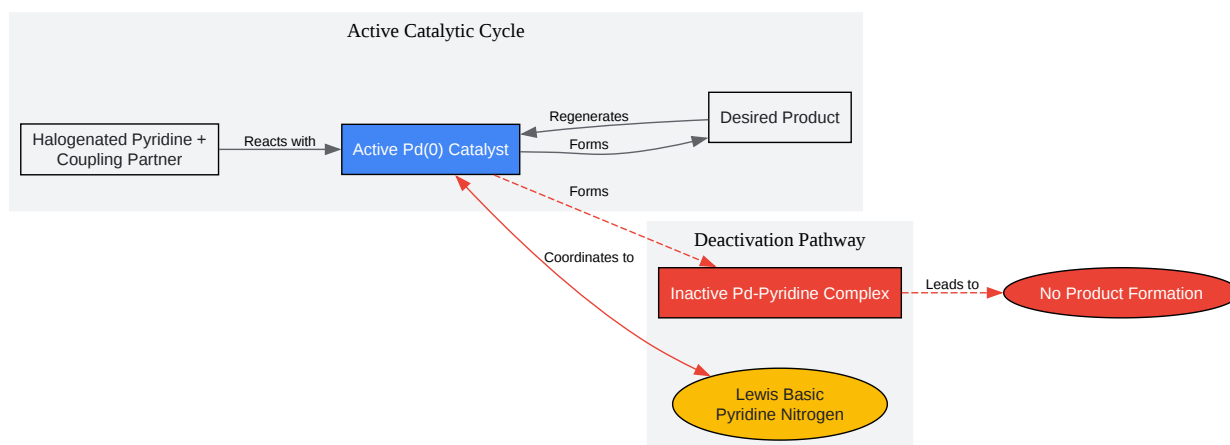 Active Catalytic Cycle
Halogenated Pyridine +
Coupling Partner
Reacts with
Active Pd(0) Catalyst
Regenerates
Forms
Desired Product
Forms
Coordinates to
Deactivation Pathway
Inactive Pd-Pyridine Complex
Leads to
No Product Formation
Lewis Basic
Pyridine Nitrogen